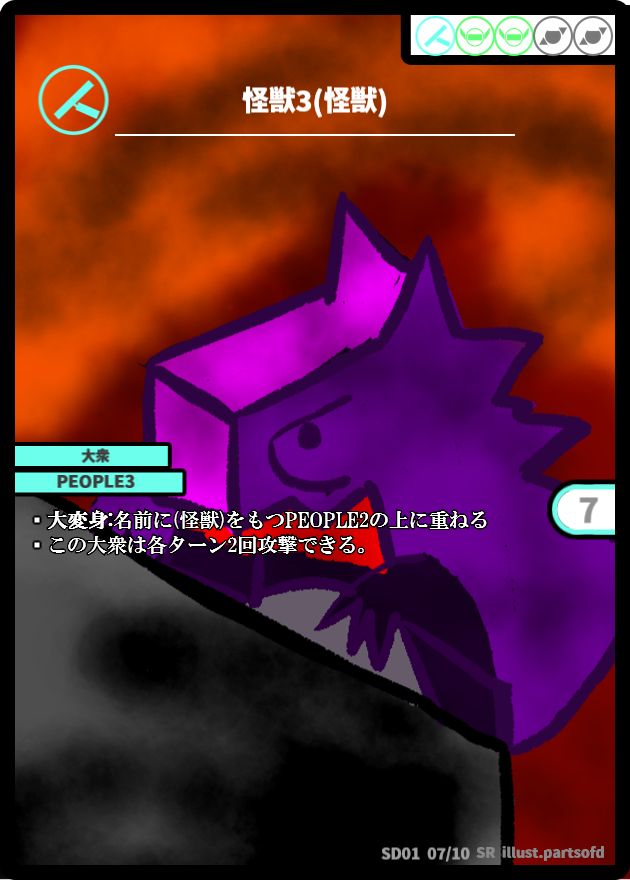 怪獣3(怪獣)
大衆
PEOPLE3
7
・大変身:名前に(怪獣)をもつPEOPLE2の上に重ねる
・この大衆は各ターン2回攻撃できる。
SD01 07/10 SR illust.partsofd